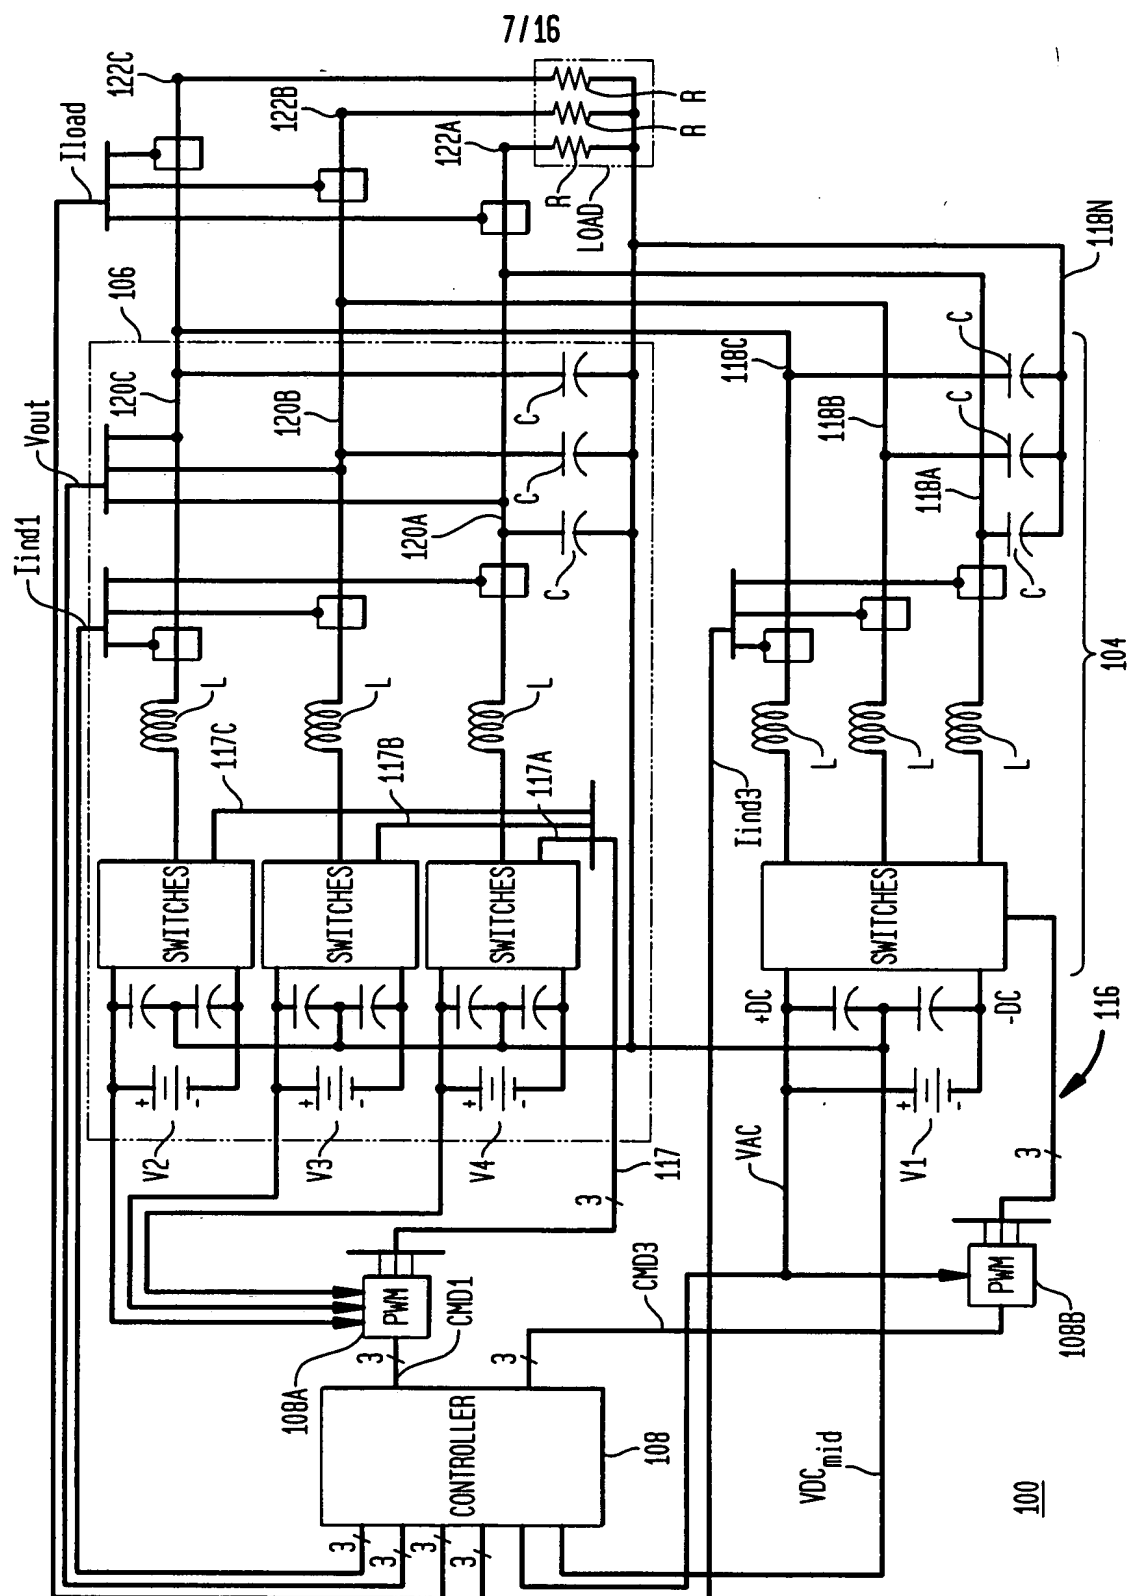 7/16
122C
122B
122A
Iload
R
R
R
LOAD
118N
106
120C
120B
120A
Vout
Iind1
C
C
C
118C
118B
118A
C
C
C
104
L
L
L
117C
117B
117A
Iind3
L
L
L
SWITCHES
SWITCHES
SWITCHES
SWITCHES
+DC
-DC
116
+
-
+
-
+
-
+
-
V2
V3
V4
V1
VAC
117
3
3
PWM
108A
CMD1
3
3
CMD3
PWM
108B
CONTROLLER
108
VDCmid
3
3
3
3
100